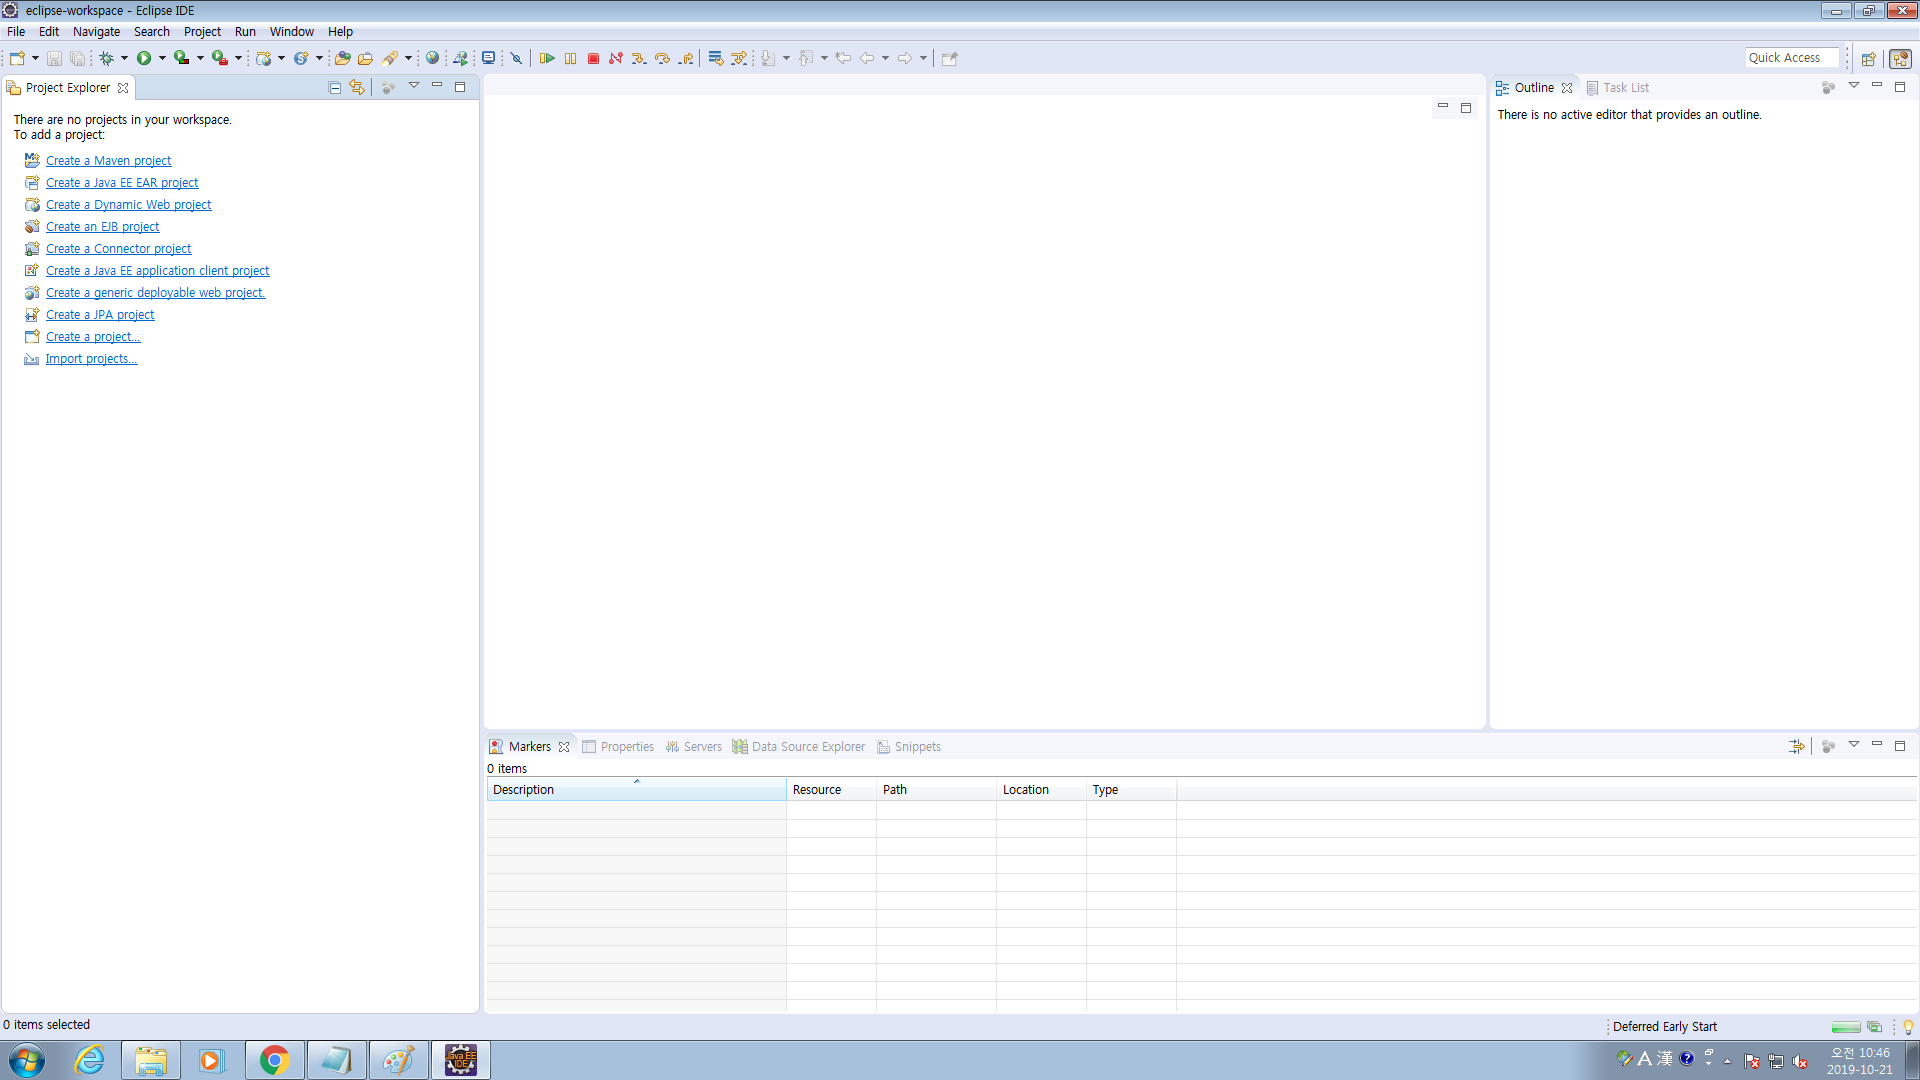 eclipse-workspace - Eclipse IDE
File Edit Navigate Search Project Run Window Help
Quick Access
Project Explorer
There are no projects in your workspace.
To add a project:
Create a Maven project
Create a Java EE EAR project
Create a Dynamic Web project
Create an EJB project
Create a Connector project
Create a Java EE application client project
Create a generic deployable web project.
Create a JPA project
Create a project...
Import projects...
Outline Task List
There is no active editor that provides an outline.
Markers Properties Servers Data Source Explorer Snippets
0 items
Description Resource Path Location Type
0 items selected
Deferred Early Start
Java EE
IDE
A 漢
오전 10:46
2019-10-21